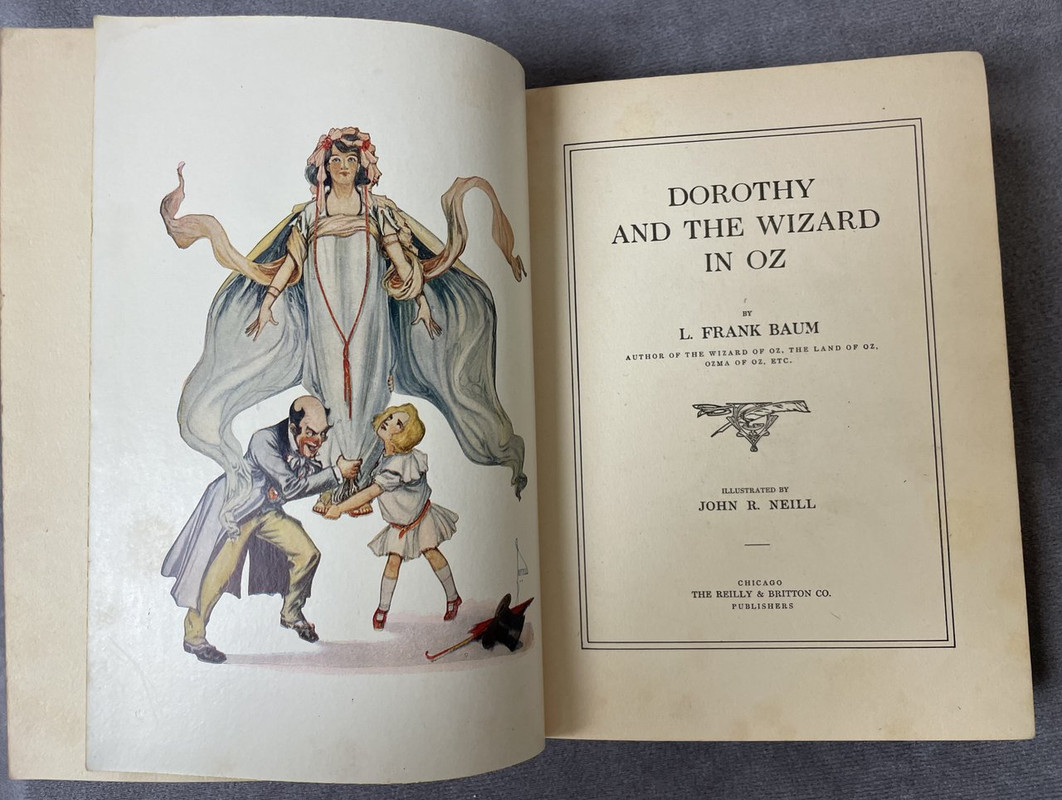 DOROTHY
AND THE WIZARD
IN OZ
BY
L. FRANK BAUM
AUTHOR OF THE WIZARD OF OZ, THE LAND OF OZ,
OZMA OF OZ, ETC.
ILLUSTRATED BY
JOHN R. NEILL
CHICAGO
THE REILLY & BRITTON CO.
PUBLISHERS